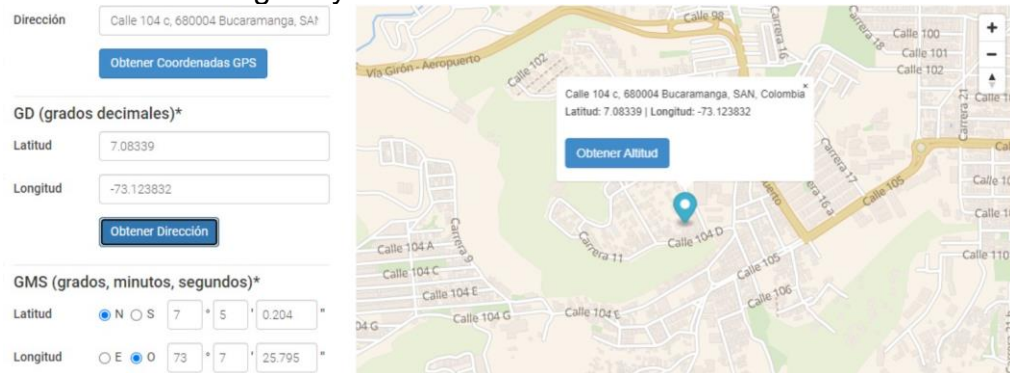 Dirección
Calle 104 c, 680004 Bucaramanga, SAN
Obtener Coordenadas GPS
GD (grados decimales)*
Latitud
7.08339
Longitud
-73.123832
Obtener Dirección
GMS (grados, minutos, segundos)*
Latitud
N S 7 ° 5 ' 0.204 "
Longitud
E O 73 ° 7 ' 25.795 "
Calle 98
Carrera 16
Carrera 18
Calle 100
Calle 101
Calle 102
+
−
Vía Girón - Aeropuerto
Calle 102
Calle 104 c, 680004 Bucaramanga, SAN, Colombia
×
Latitud: 7.08339 | Longitud: -73.123832
Obtener Altitud
Carrera 21
Carrera 17
Carrera 16 a
Calle 105
Calle 104 D
Carrera 11
Carrera 9
Calle 104 A
Calle 104 C
Calle 104 E
Calle 104 G
Calle 104 E
Calle 105
Calle 106
Calle 110
04 G